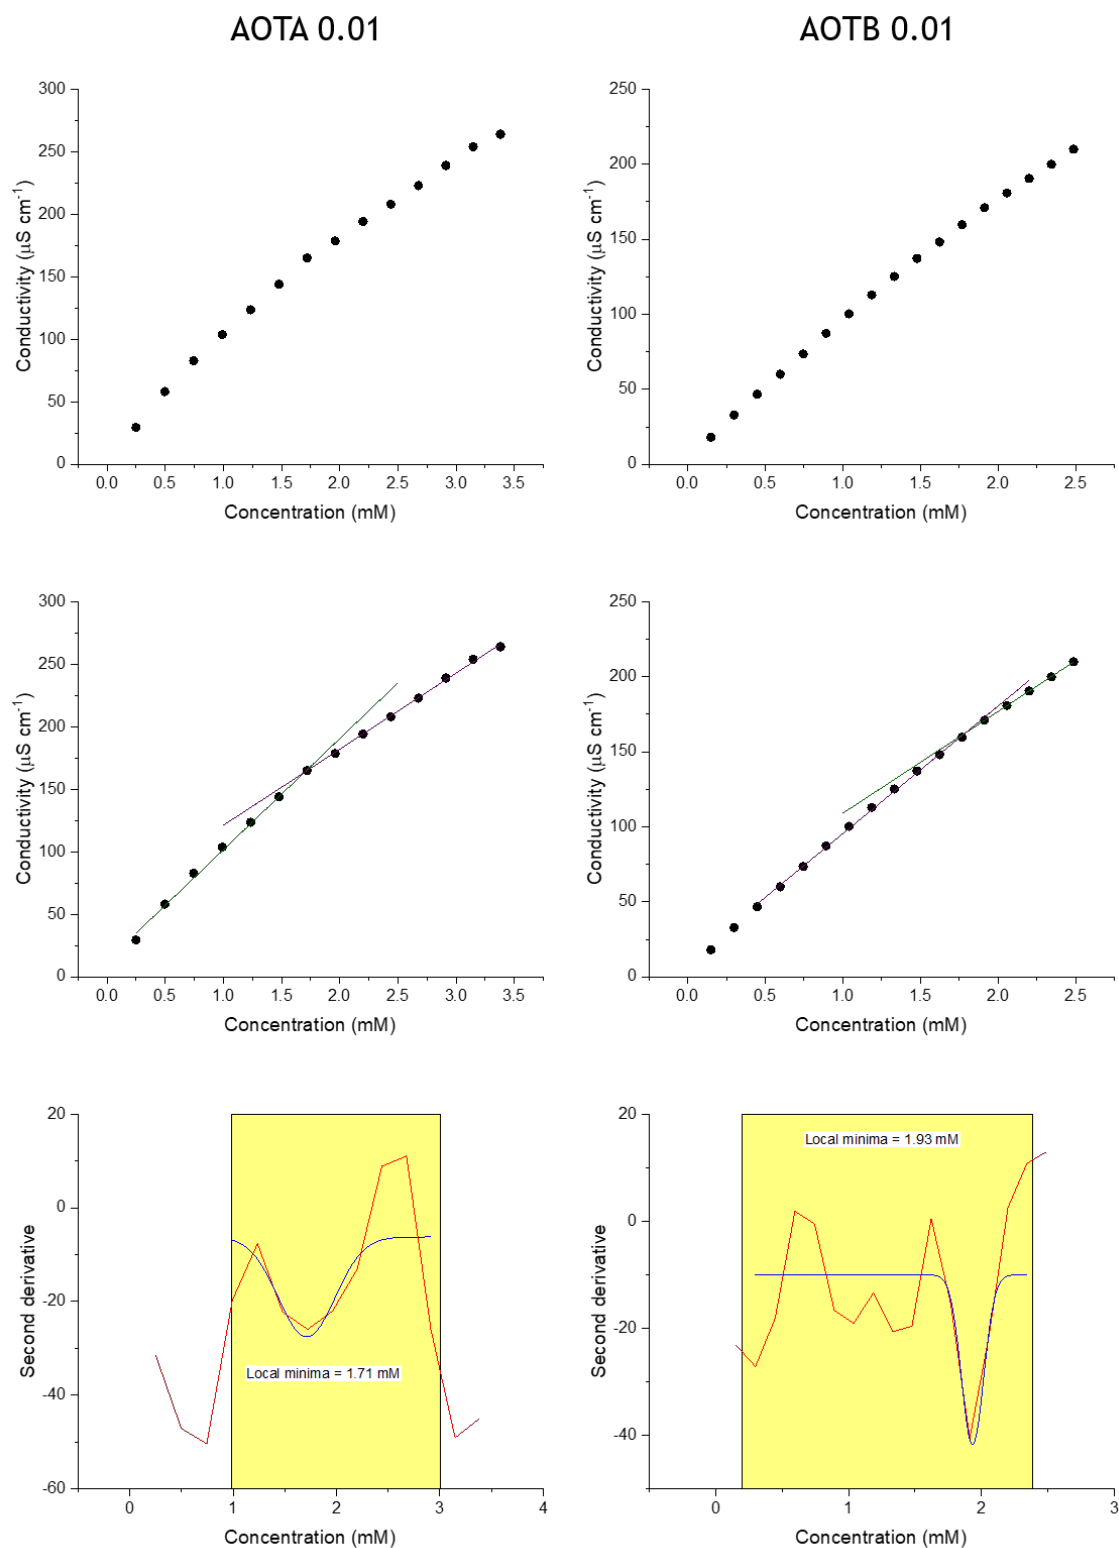 AOTA 0.01
AOTB 0.01
300
250
200
150
100
50
0
Conductivity (μS cm⁻¹)
0.0 0.5 1.0 1.5 2.0 2.5 3.0 3.5
Concentration (mM)
250
200
150
100
50
0
Conductivity (μS cm⁻¹)
0.0 0.5 1.0 1.5 2.0 2.5
Concentration (mM)
300
250
200
150
100
50
0
Conductivity (μS cm⁻¹)
0.0 0.5 1.0 1.5 2.0 2.5 3.0 3.5
Concentration (mM)
250
200
150
100
50
0
Conductivity (μS cm⁻¹)
0.0 0.5 1.0 1.5 2.0 2.5
Concentration (mM)
20
0
-20
-40
-60
Second derivative
Local minima = 1.71 mM
0 1 2 3 4
Concentration (mM)
20
0
-20
-40
Second derivative
Local minima = 1.93 mM
0 1 2 3
Concentration (mM)